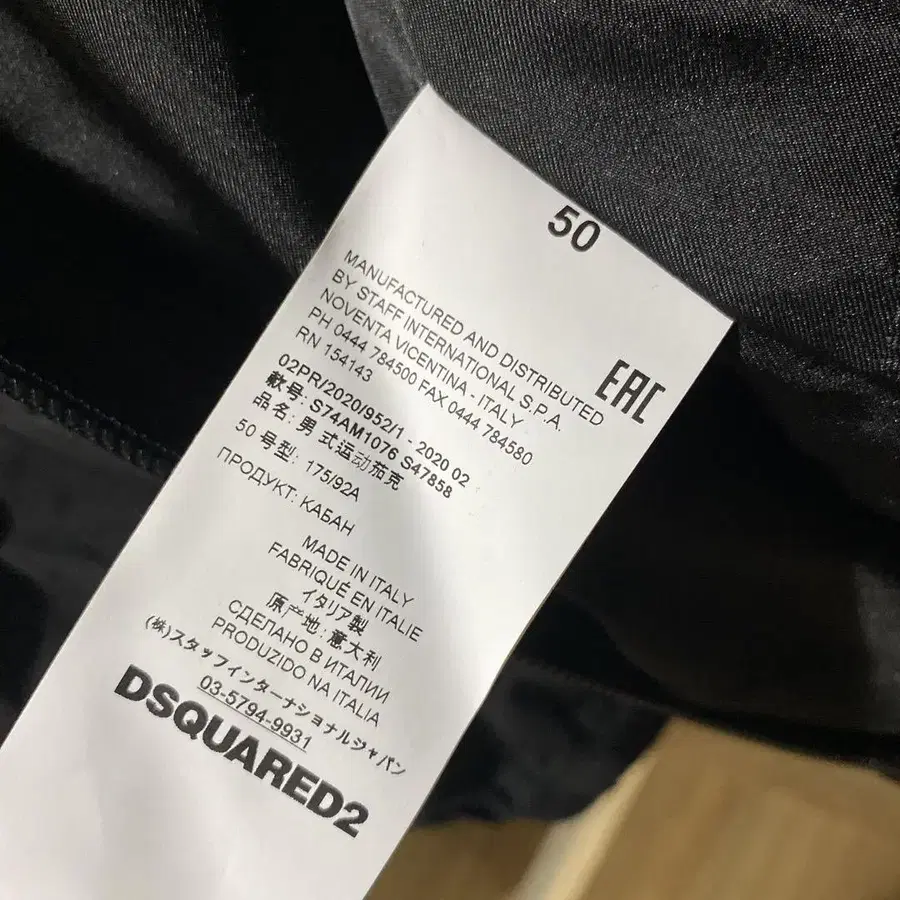 50
MANUFACTURED AND DISTRIBUTED
BY STAFF INTERNATIONAL S.P.A.
NOVENTA VICENTINA - ITALY
PH 0444 784500 FAX 0444 784580
RN 154143
EAC
02PR/2020/952/1 - 2020 02
款号: S74AM1076 S47858
品名: 男式运动茄克
50 号型: 175/92A
ПРОДУКТ: КАБАН
MADE IN ITALY
FABRIQUÉ EN ITALIE
イタリア製
原产地: 意大利
СДЕЛАНО В ИТАЛИИ
PRODUZIDO NA ITALIA
(株)スタッフインターナショナルジャパン
03-5794-9931
DSQUARED2